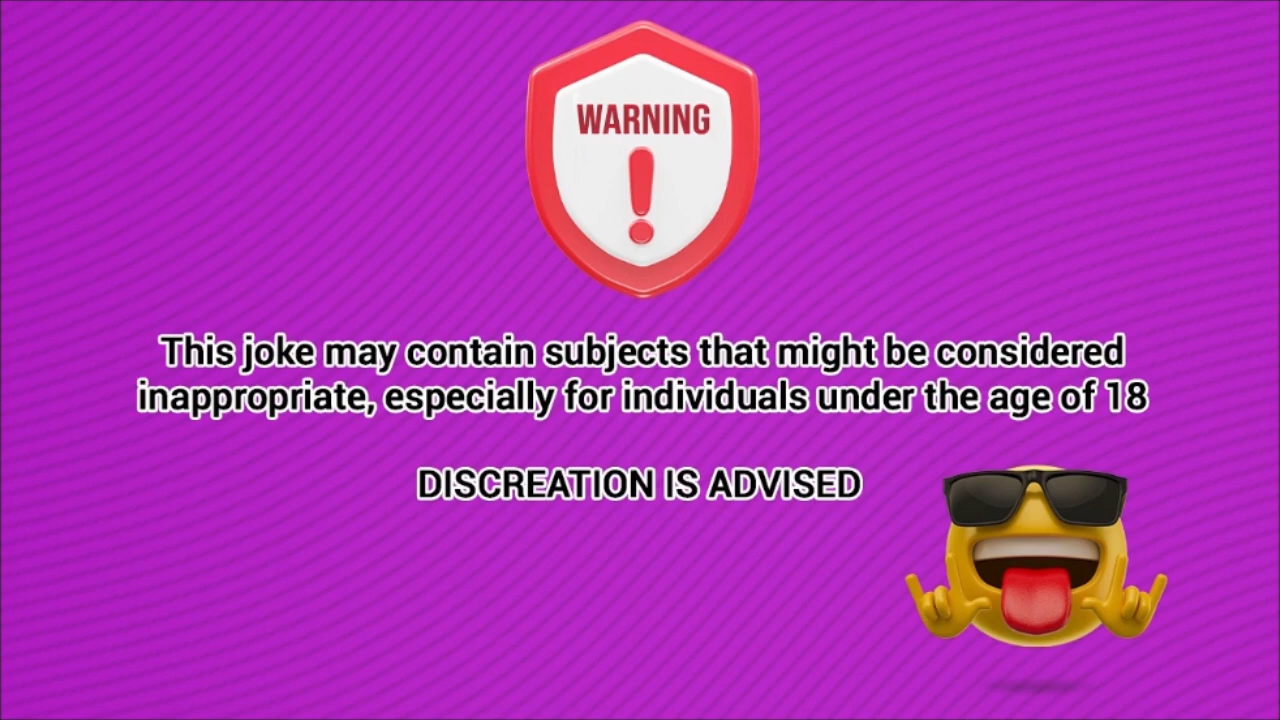 WARNING
!
This joke may contain subjects that might be considered
inappropriate, especially for individuals under the age of 18
DISCREATION IS ADVISED